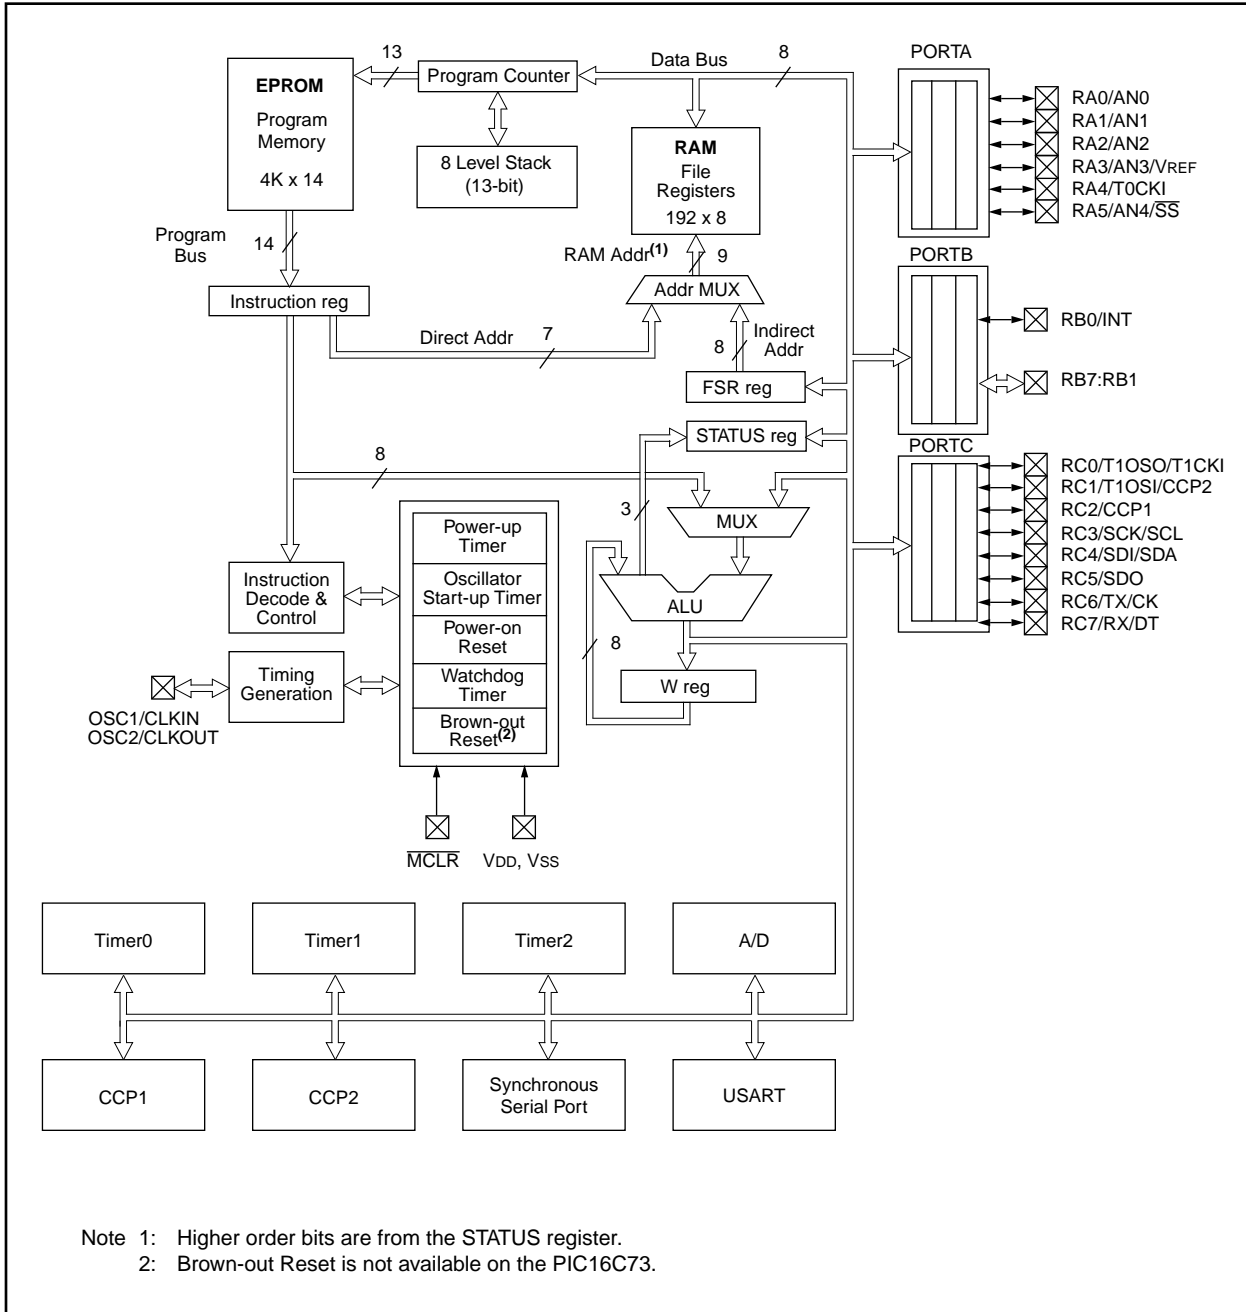 EPROM
Program
Memory
4K x 14
13
Program Counter
8 Level Stack
(13-bit)
Data Bus
8
RAM
File
Registers
192 x 8
Program
Bus
14
Instruction reg
RAM Addr(1)
9
Addr MUX
Direct Addr
7
8
Indirect
Addr
FSR reg
STATUS reg
8
3
MUX
ALU
8
W reg
Power-up
Timer
Oscillator
Start-up Timer
Power-on
Reset
Watchdog
Timer
Brown-out
Reset(2)
Instruction
Decode &
Control
Timing
Generation
OSC1/CLKIN
OSC2/CLKOUT
MCLR
VDD, VSS
PORTA
RA0/AN0
RA1/AN1
RA2/AN2
RA3/AN3/VREF
RA4/T0CKI
RA5/AN4/SS
PORTB
RB0/INT
RB7:RB1
PORTC
RC0/T1OSO/T1CKI
RC1/T1OSI/CCP2
RC2/CCP1
RC3/SCK/SCL
RC4/SDI/SDA
RC5/SDO
RC6/TX/CK
RC7/RX/DT
Timer0
Timer1
Timer2
A/D
CCP1
CCP2
Synchronous
Serial Port
USART
Note 1: Higher order bits are from the STATUS register.
2: Brown-out Reset is not available on the PIC16C73.